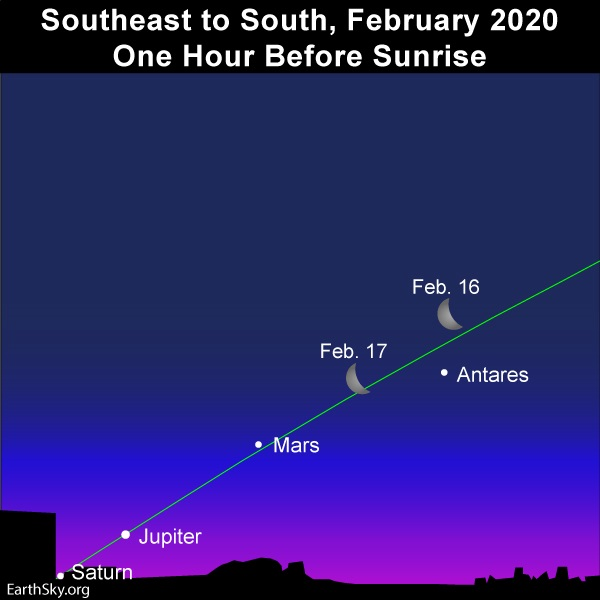 Southeast to South, February 2020
One Hour Before Sunrise
Feb. 16
Feb. 17
Antares
Mars
Jupiter
Saturn
EarthSky.org